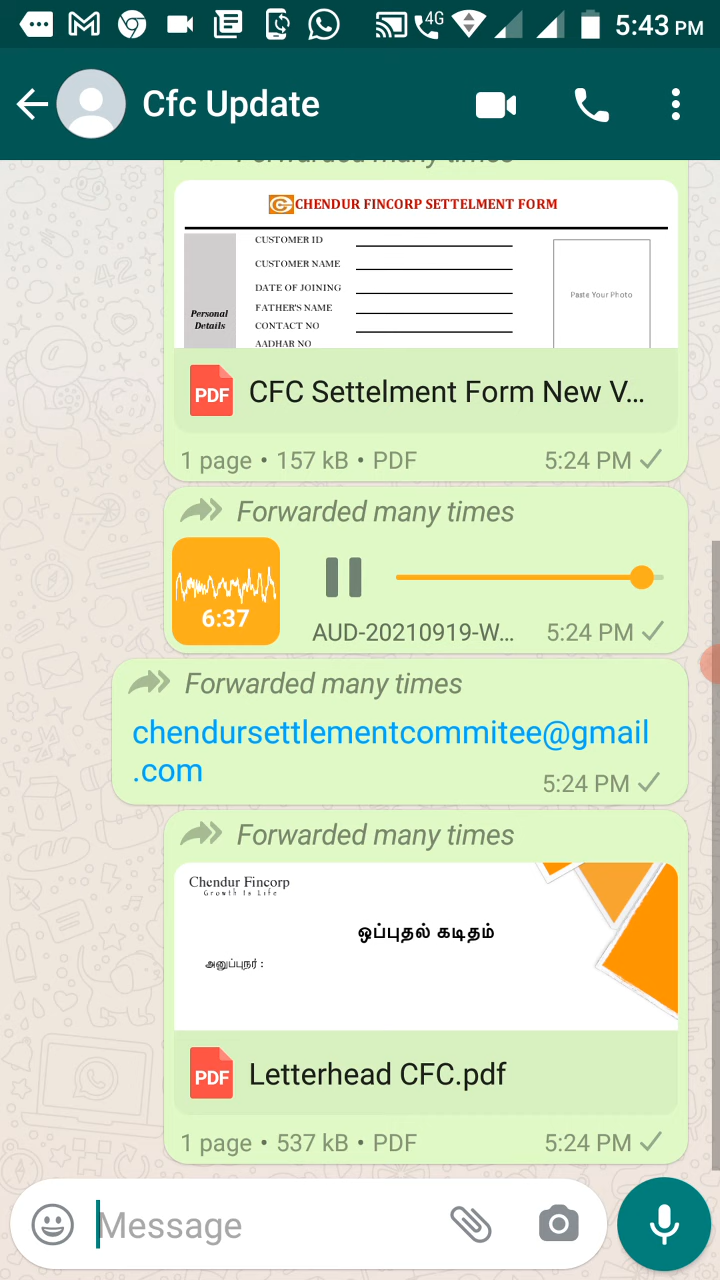 4G
5:43 PM
Cfc Update
Forwarded many times
CHENDUR FINCORP SETTELMENT FORM
CUSTOMER ID
CUSTOMER NAME
DATE OF JOINING
FATHER'S NAME
CONTACT NO
AADHAR NO
Personal
Details
Paste Your Photo
PDF
CFC Settelment Form New V...
1 page • 157 kB • PDF
5:24 PM
Forwarded many times
6:37
AUD-20210919-W...
5:24 PM
Forwarded many times
chendursettlementcommitee@gmail
.com
5:24 PM
Forwarded many times
Chendur Fincorp
Growth Is Life
ஒப்புதல் கடிதம்
அனுப்புநர் :
PDF
Letterhead CFC.pdf
1 page • 537 kB • PDF
5:24 PM
Message